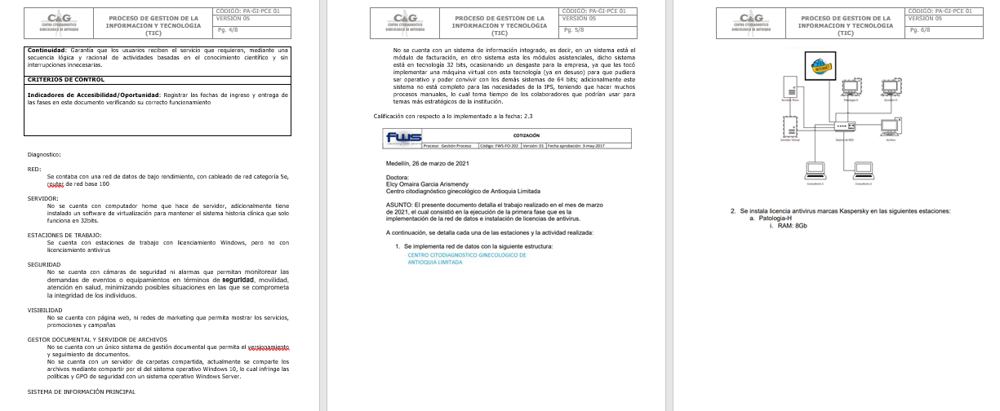 C&G
CENTRO CITODIAGNOSTICO
GINECOLOGICO DE ANTIOQUIA
PROCESO DE GESTION DE LA
INFORMACION Y TECNOLOGIA
(TIC)
CÓDIGO: PA-GI-PCE 01
VERSIÓN 05
Pg. 4/8
Continuidad: Garantía que los usuarios reciben el servicio que requieren, mediante una
secuencia lógica y racional de actividades basadas en el conocimiento científico y sin
interrupciones innecesarias.
CRITERIOS DE CONTROL
Indicadores de Accesibilidad/Oportunidad: Registrar las fechas de ingreso y entrega de
las fases en este documento verificando su correcto funcionamiento
Diagnostico:
RED:
Se contaba con una red de datos de bajo rendimiento, con cableado de red categoría 5e,
router de red base 100
SERVIDOR:
No se cuenta con computador home que hace de servidor, adicionalmente tiene
instalado un software de virtualización para mantener el sistema historia clínica que solo
funciona en 32bits.
ESTACIONES DE TRABAJO:
Se cuenta con estaciones de trabajo con licenciamiento Windows, pero no con
licenciamiento antivirus
SEGURIDAD
No se cuenta con cámaras de seguridad ni alarmas que permitan monitorear las
demandas de eventos o equipamientos en términos de seguridad, movilidad,
atención en salud, minimizando posibles situaciones en las que se comprometa
la integridad de los individuos.
VISIBILIDAD
No se cuenta con página web, ni redes de marketing que permita mostrar los servicios,
promociones y campañas
GESTOR DOCUMENTAL Y SERVIDOR DE ARCHIVOS
No se cuenta con un único sistema de gestión documental que permita el versionamiento
y seguimiento de documentos.
No se cuenta con un servidor de carpetas compartida, actualmente se comparte los
archivos mediante compartir por el del sistema operativo Windows 10, lo cual infringe las
políticas y GPO de seguridad con un sistema operativo Windows Server.
SISTEMA DE INFORMACIÓN PRINCIPAL
C&G
CENTRO CITODIAGNOSTICO
GINECOLOGICO DE ANTIOQUIA
PROCESO DE GESTION DE LA
INFORMACION Y TECNOLOGIA
(TIC)
CÓDIGO: PA-GI-PCE 01
VERSIÓN 05
Pg. 5/8
No se cuenta con un sistema de información integrado, es decir, en un sistema está el
módulo de facturación, en otro sistema esta los módulos asistenciales, dicho sistema
está en tecnología 32 bits, ocasionando un desgaste para la empresa, ya que les tocó
implementar una máquina virtual con esta tecnología (ya en desuso) para que pudiera
ser operativo y poder convivir con los demás sistemas de 64 bits; adicionalmente este
sistema no está completo para las necesidades de la IPS, teniendo que hacer muchos
procesos manuales, lo cual toma tiempo de los colaboradores que podrían usar para
temas más estratégicos de la institución.
Calificación con respecto a lo implementado a la fecha: 2.3
fws
COTIZACIÓN
Proceso: Gestión Proceso
Código: FWS-FO-202
Versión: 01
Fecha aprobación: 3-may-2017
Medellín, 26 de marzo de 2021
Doctora:
Elcy Omaira Garcia Arismendy
Centro citodiagnóstico ginecológico de Antioquia Limitada
ASUNTO: El presente documento detalla el trabajo realizado en el mes de marzo
de 2021, el cual consistió en la ejecución de la primera fase que es la
implementación de la red de datos e instalación de licencias de antivirus.
A continuación, se detalla cada una de las estaciones y la actividad realizada:
1. Se implementa red de datos con la siguiente estructura:
CENTRO CITODIAGNOSTICO GINECOLOGICO DE
ANTIOQUIA LIMITADA
C&G
CENTRO CITODIAGNOSTICO
GINECOLOGICO DE ANTIOQUIA
PROCESO DE GESTION DE LA
INFORMACION Y TECNOLOGIA
(TIC)
CÓDIGO: PA-GI-PCE 01
VERSIÓN 05
Pg. 6/8
INTERNET
Servidor Fisico
Patologia-H
Servidor-H
Servidor Virtual
2. Se instala licencia antivirus marcas Kaspersky en las siguientes estaciones:
a. Patologia-H
i. RAM: 8Gb